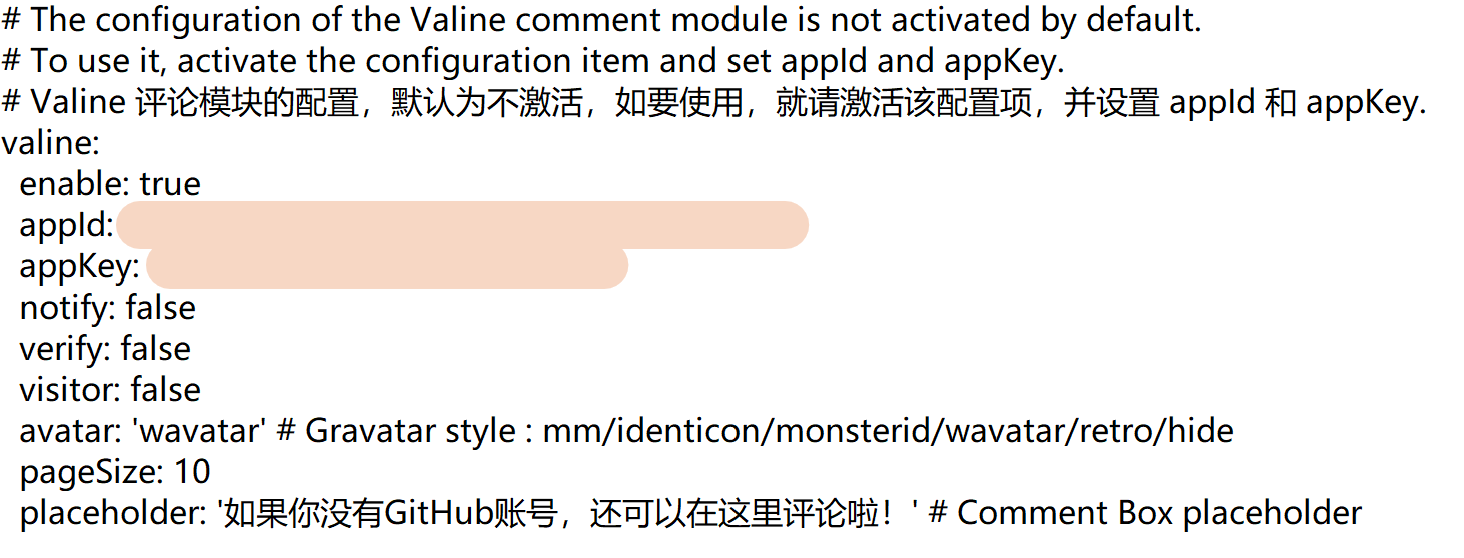 # The configuration of the Valine comment module is not activated by default.
# To use it, activate the configuration item and set appId and appKey.
# Valine 评论模块的配置，默认为不激活，如要使用，就请激活该配置项，并设置 appId 和 appKey.
valine:
  enable: true
  appId:
  appKey:
  notify: false
  verify: false
  visitor: false
  avatar: 'wavatar' # Gravatar style : mm/identicon/monsterid/wavatar/retro/hide
  pageSize: 10
  placeholder: '如果你没有GitHub账号，还可以在这里评论啦！' # Comment Box placeholder